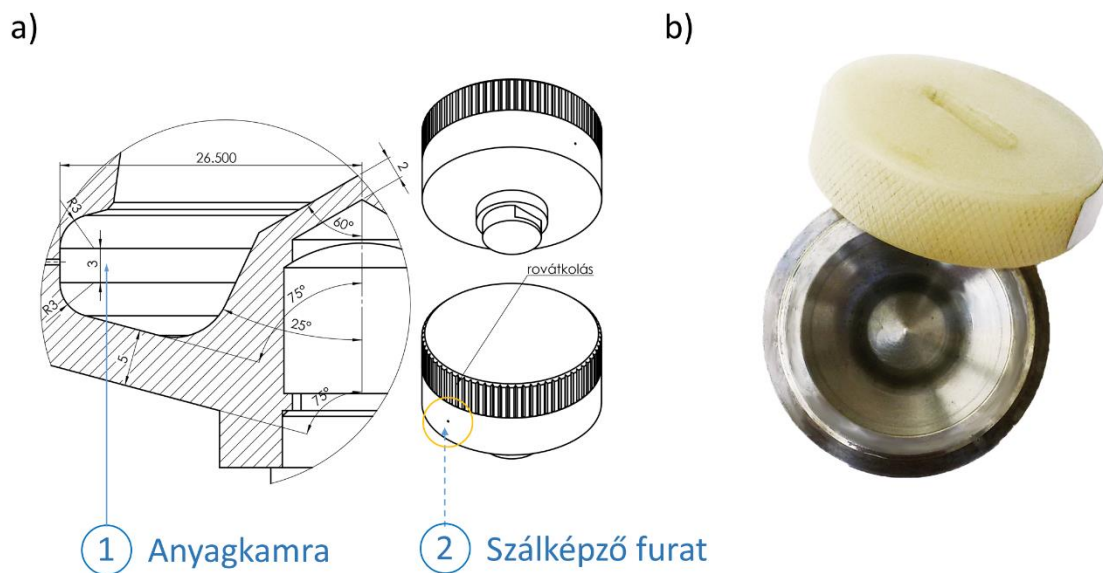 a)
b)
26.500
2
R3
60°
3
75°
rovátkolás
R3
25°
5
75°
1 Anyagkamra
2 Szálképző furat